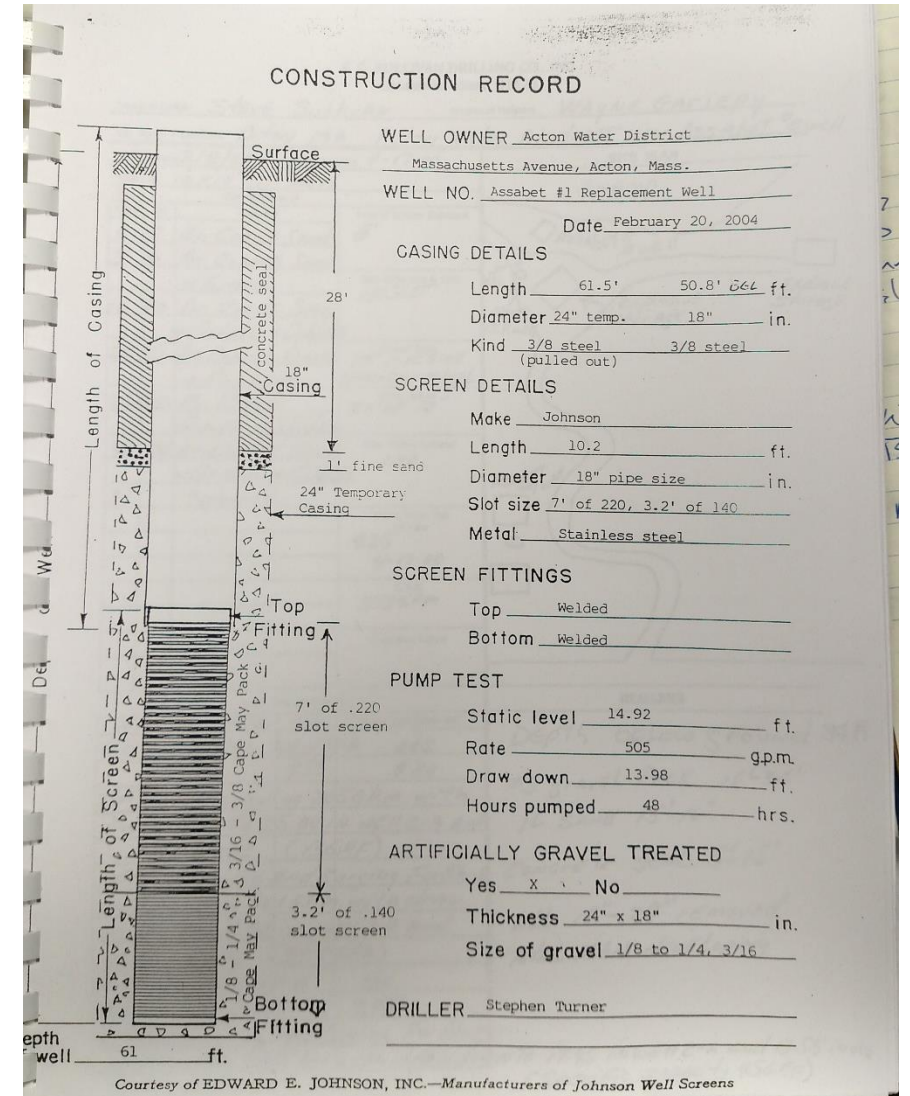 CONSTRUCTION RECORD
WELL OWNER Acton Water District
Massachusetts Avenue, Acton, Mass.
WELL NO. Assabet #1 Replacement Well
Date February 20, 2004
CASING DETAILS
Length 61.5' 50.8' ft.
Diameter 24" temp. 18" in.
Kind 3/8 steel 3/8 steel
(pulled out)
SCREEN DETAILS
Make Johnson
Length 10.2 ft.
Diameter 18" pipe size in.
Slot size 7' of 220, 3.2' of 140
Metal Stainless steel
SCREEN FITTINGS
Top Welded
Bottom Welded
PUMP TEST
Static level 14.92 ft.
Rate 505 g.p.m.
Draw down 13.98 ft.
Hours pumped 48 hrs.
ARTIFICIALLY GRAVEL TREATED
Yes X No
Thickness 24" x 18" in.
Size of gravel 1/8 to 1/4, 3/16
DRILLER Stephen Turner
Surface
Length of Casing
concrete seal
28'
18"
Casing
1' fine sand
24" Temporary
Casing
Top
Fitting
7' of .220
slot screen
3/16 - 3/8 Cape May Pack
Length of Screen
3.2' of .140
slot screen
1/8 - 1/4
Cape May Pack
Bottom
Fitting
epth
well 61 ft.
Courtesy of EDWARD E. JOHNSON, INC.—Manufacturers of Johnson Well Screens